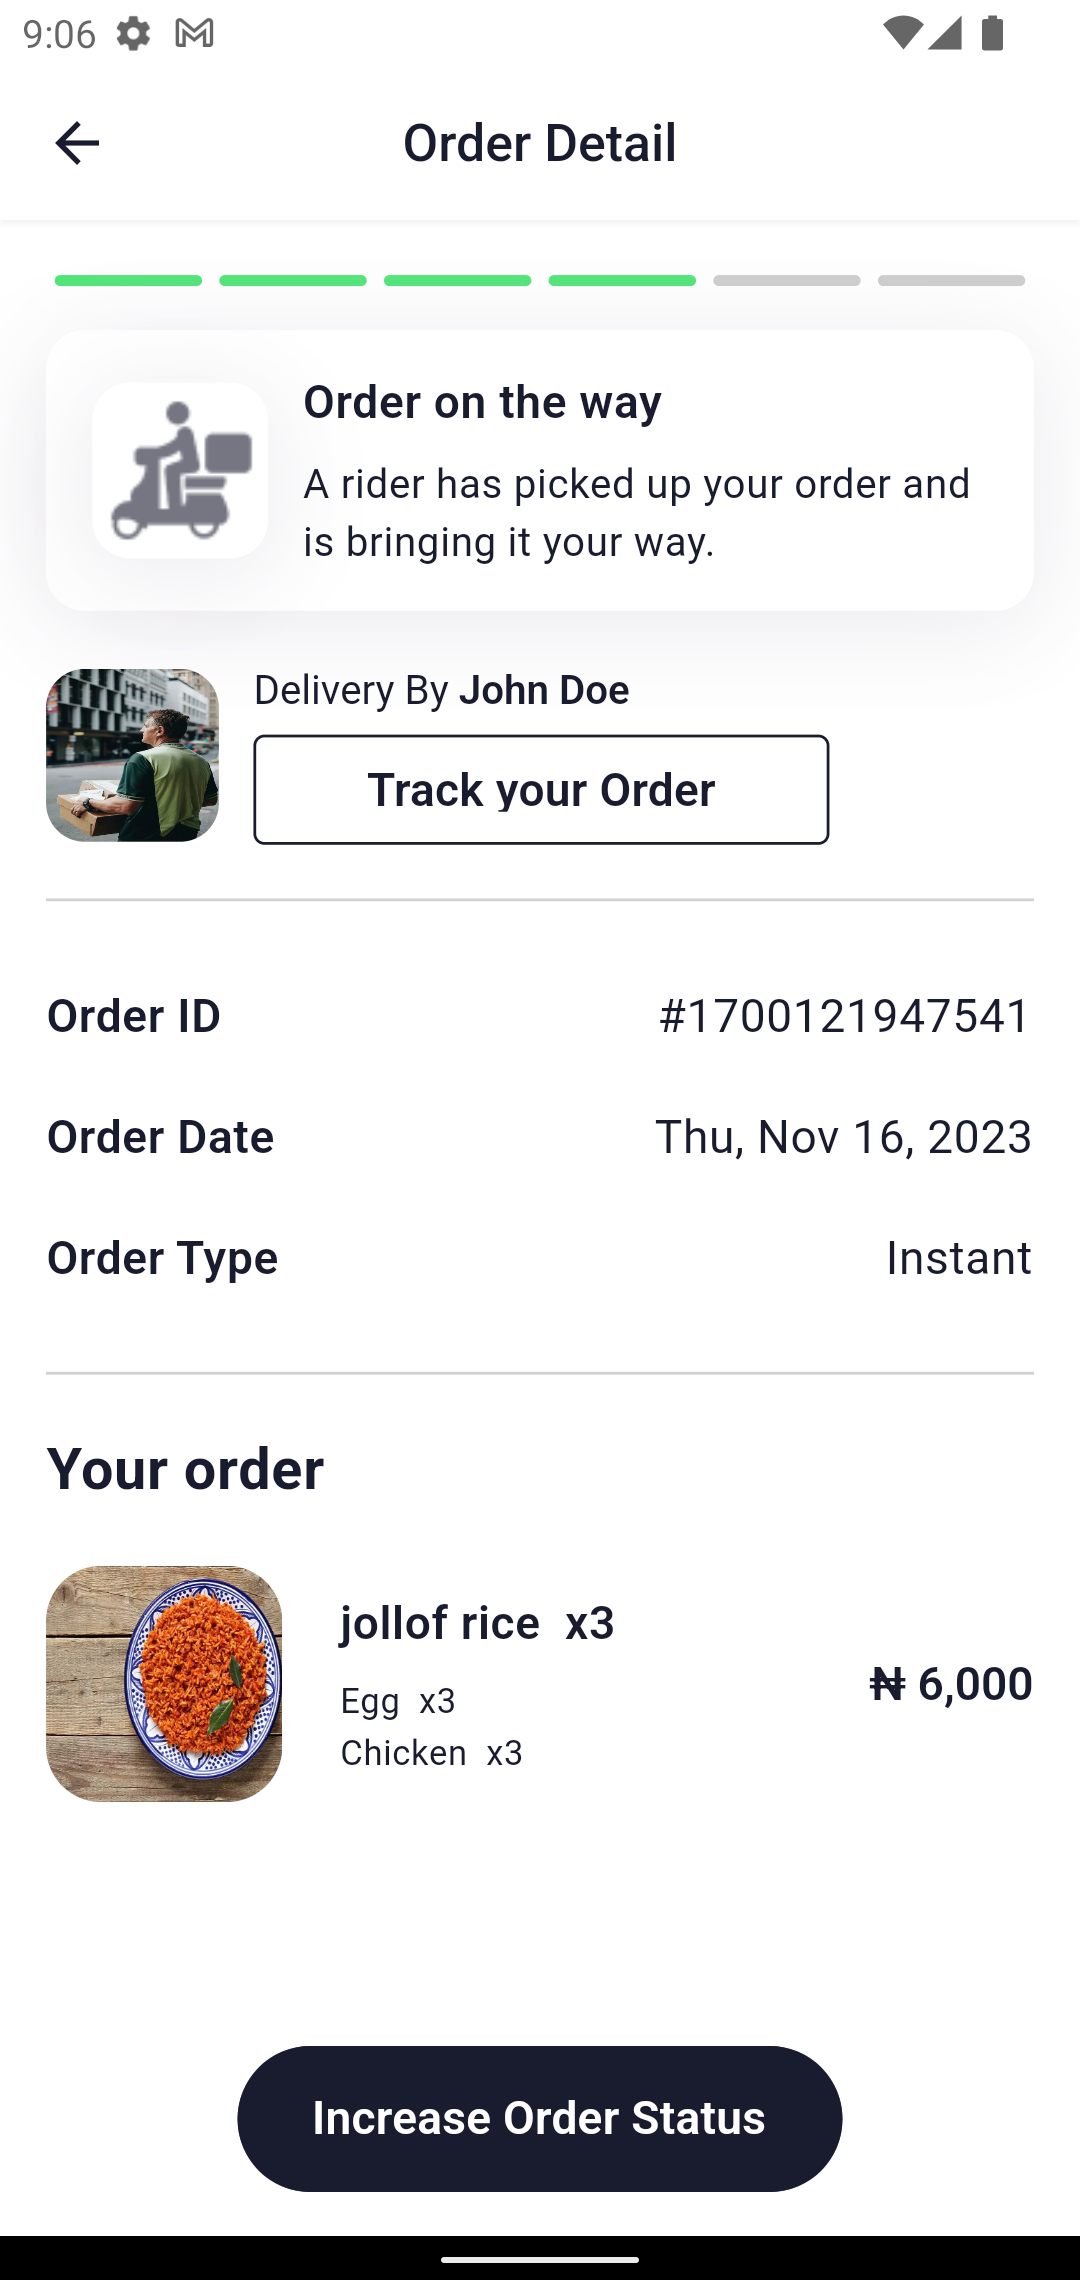 9:06
Order Detail
Order on the way
A rider has picked up your order and
is bringing it your way.
Delivery By John Doe
Track your Order
Order ID
#1700121947541
Order Date
Thu, Nov 16, 2023
Order Type
Instant
Your order
jollof rice x3
Egg x3
Chicken x3
₦ 6,000
Increase Order Status